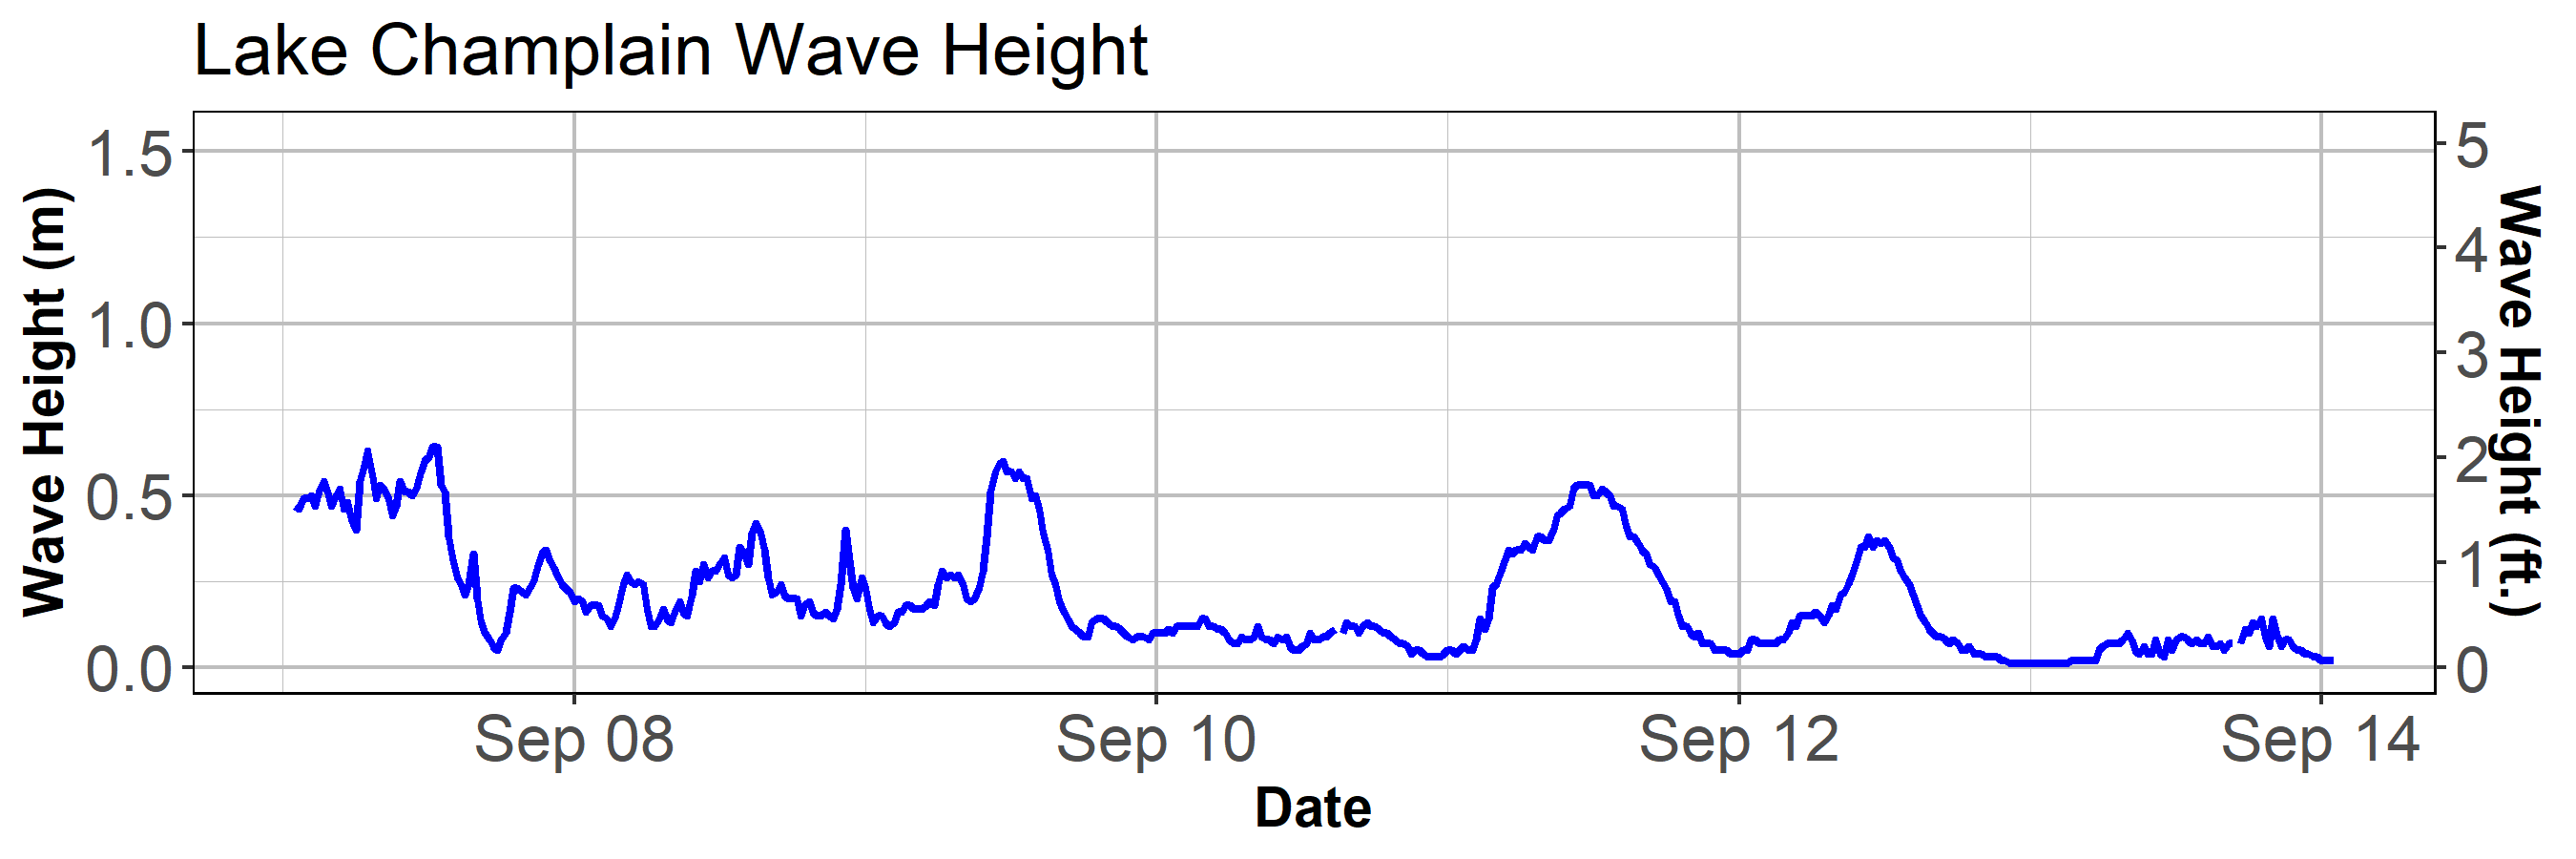 Lake Champlain Wave Height
Wave Height (m)
1.5
1.0
0.5
0.0
5
4
3
2
1
0
Wave Height (ft.)
Sep 08
Sep 10
Sep 12
Sep 14
Date